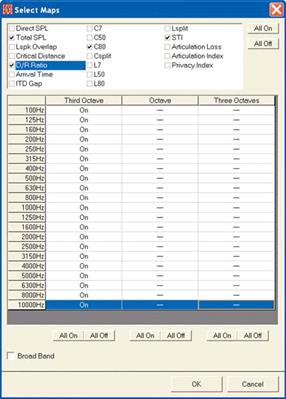 Select Maps
Direct SPL C7 Lsplit All On
Total SPL C50 STI
Lspk Overlap C80 Articulation Loss All Off
Critical Distance Csplit Articulation Index
D/R Ratio L7 Privacy Index
Arrival Time L50
ITD Gap L80
Third Octave Octave Three Octaves
100Hz On — —
125Hz On — —
160Hz On — —
200Hz On — —
250Hz On — —
315Hz On — —
400Hz On — —
500Hz On — —
630Hz On — —
800Hz On — —
1000Hz On — —
1250Hz On — —
1600Hz On — —
2000Hz On — —
2500Hz On — —
3150Hz On — —
4000Hz On — —
5000Hz On — —
6300Hz On — —
8000Hz On — —
10000Hz On — —
All On All Off All On All Off All On All Off
Broad Band
OK Cancel